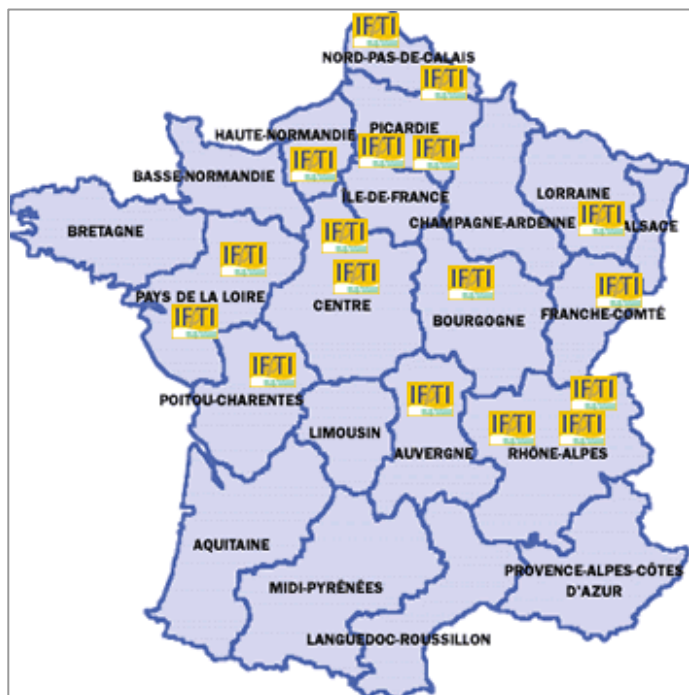 IFTI
NORD-PAS-DE-CALAIS
IFTI
HAUTE-NORMANDIE
PICARDIE
IFTI
IFTI
IFTI
BASSE-NORMANDIE
ÎLE-DE-FRANCE
LORRAINE
CHAMPAGNE-ARDENNE
IFTI
ALSACE
BRETAGNE
IFTI
IFTI
IFTI
IFTI
IFTI
PAYS DE LA LOIRE
CENTRE
BOURGOGNE
FRANCHE-COMTÉ
IFTI
IFTI
POITOU-CHARENTES
IFTI
IFTI
LIMOUSIN
AUVERGNE
IFTI
IFTI
RHÔNE-ALPES
AQUITAINE
MIDI-PYRÉNÉES
PROVENCE-ALPES-CÔTES
D'AZUR
LANGUEDOC-ROUSSILLON